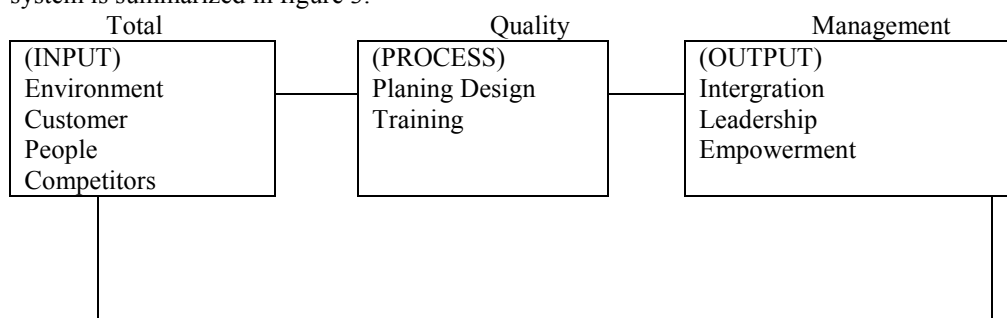 system is summarized in figure 3.
Total Quality Management
(INPUT)
Environment
Customer
People
Competitors
(PROCESS)
Planing Design
Training
(OUTPUT)
Intergration
Leadership
Empowerment